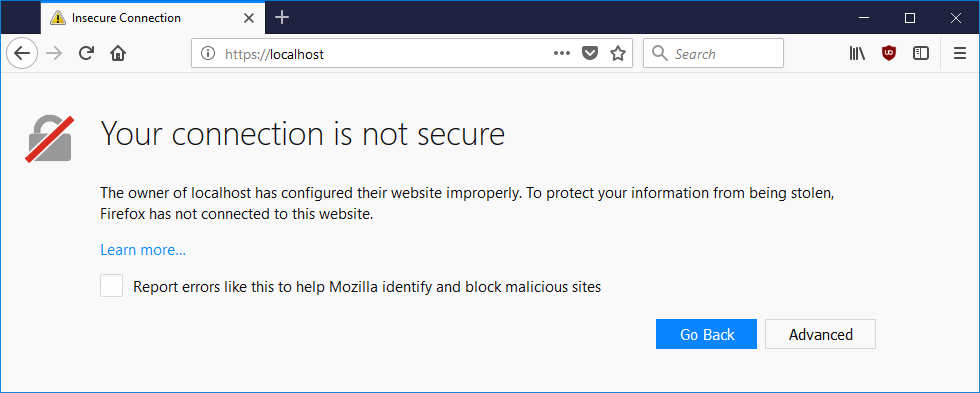 Insecure Connection
https://localhost
Search
Your connection is not secure
The owner of localhost has configured their website improperly. To protect your information from being stolen,
Firefox has not connected to this website.
Learn more...
Report errors like this to help Mozilla identify and block malicious sites
Go Back
Advanced